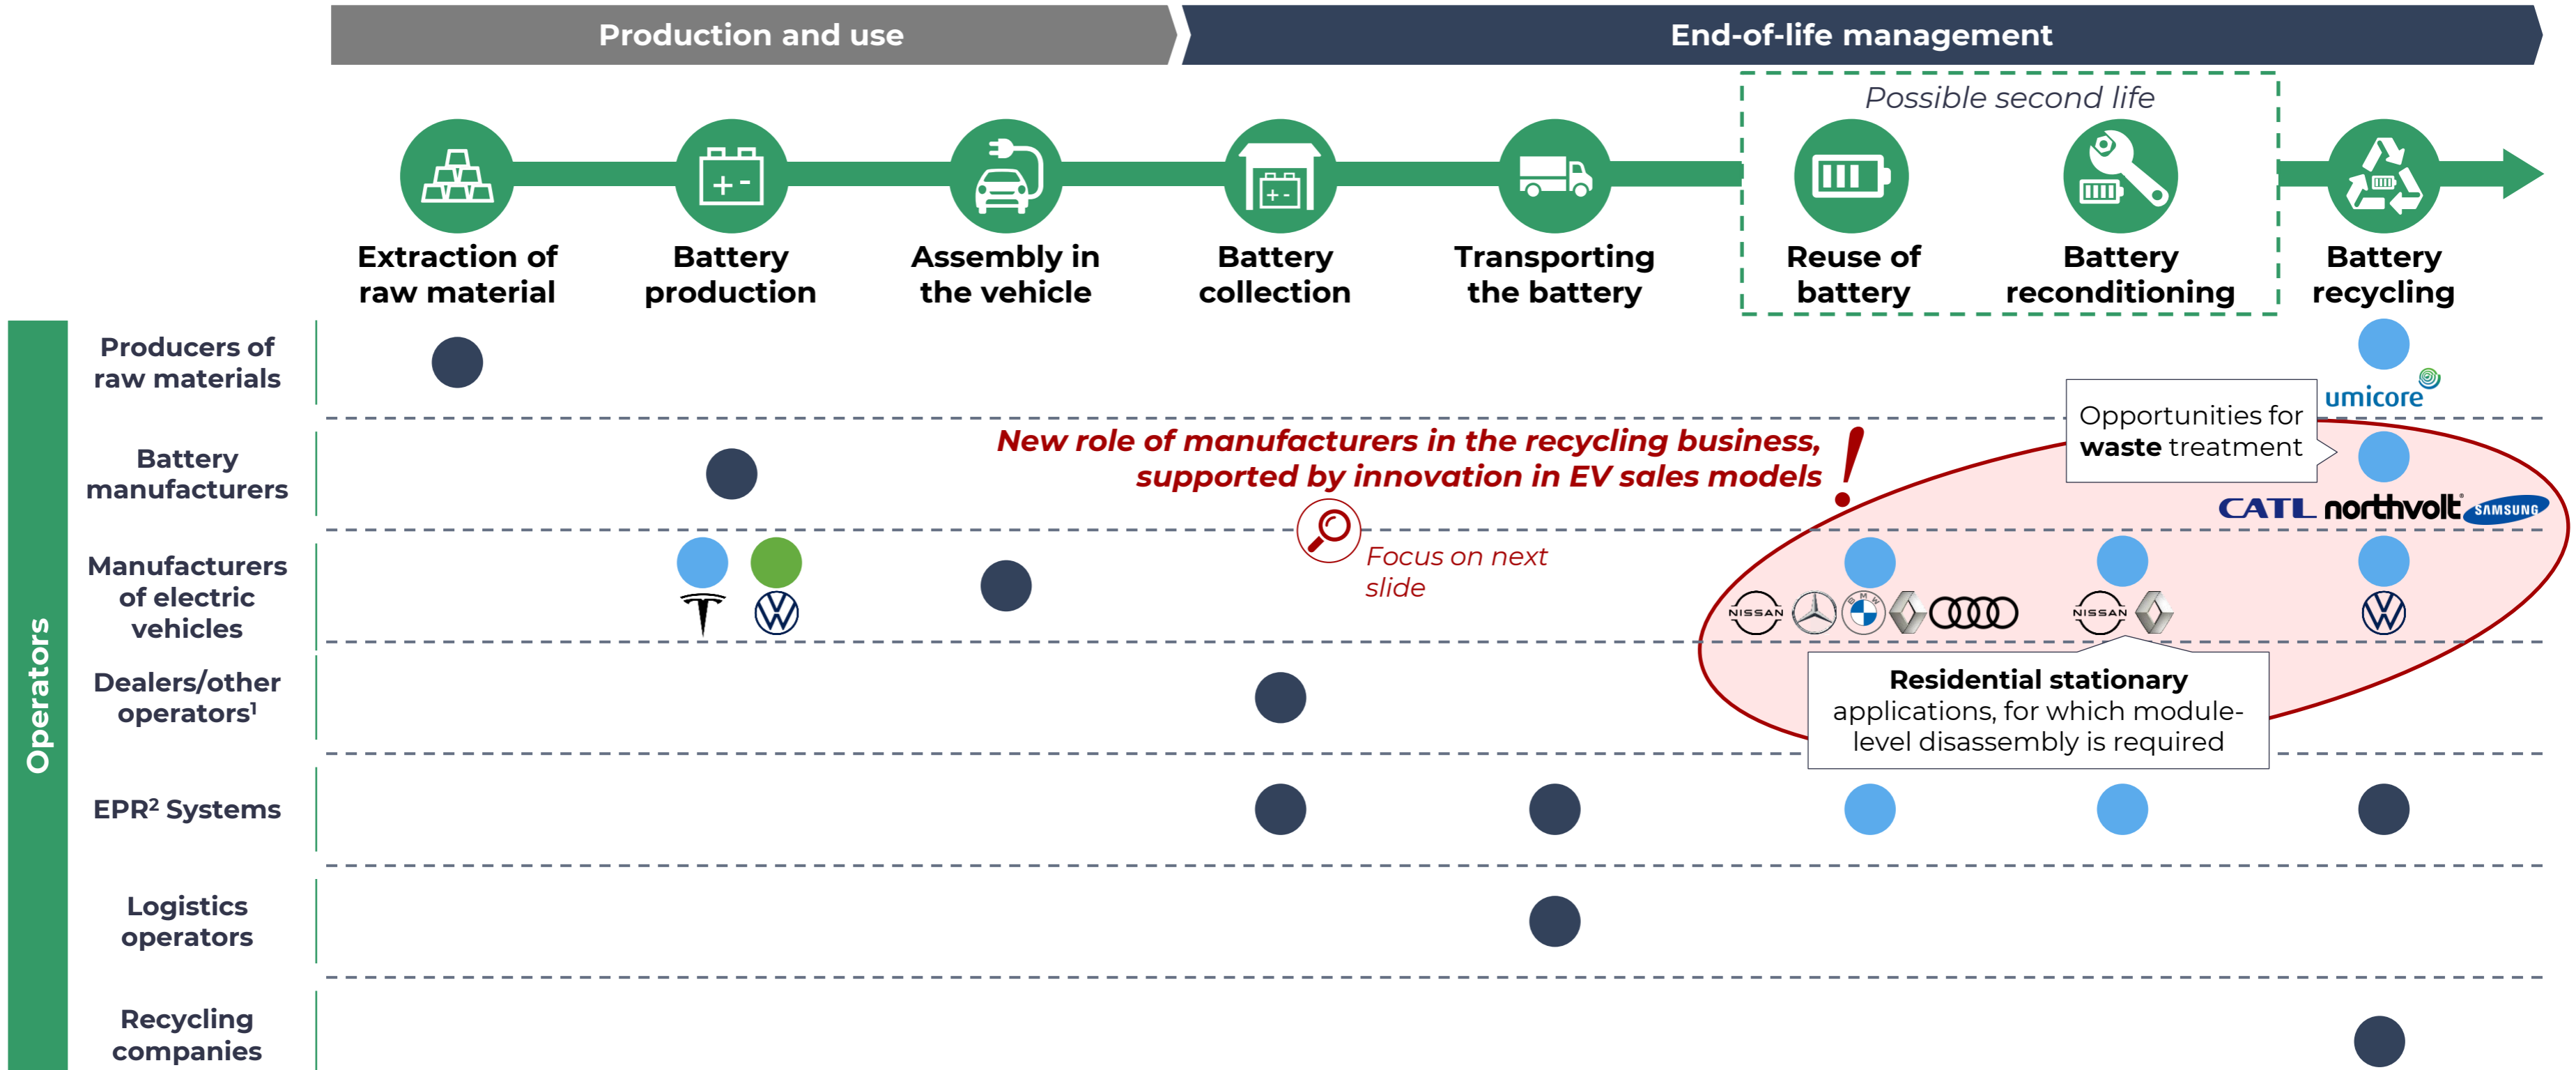 Production and use
End-of-life management
Possible second life
Extraction of
raw material
Battery
production
Assembly in
the vehicle
Battery
collection
Transporting
the battery
Reuse of
battery
Battery
reconditioning
Battery
recycling
Operators
Producers of
raw materials
umicore
Opportunities for
waste treatment
Battery
manufacturers
New role of manufacturers in the recycling business,
supported by innovation in EV sales models
!
CATL northvolt SAMSUNG
Focus on next
slide
Manufacturers
of electric
vehicles
NISSAN BMW
NISSAN
Dealers/other
operators¹
Residential stationary
applications, for which module-
level disassembly is required
EPR² Systems
Logistics
operators
Recycling
companies